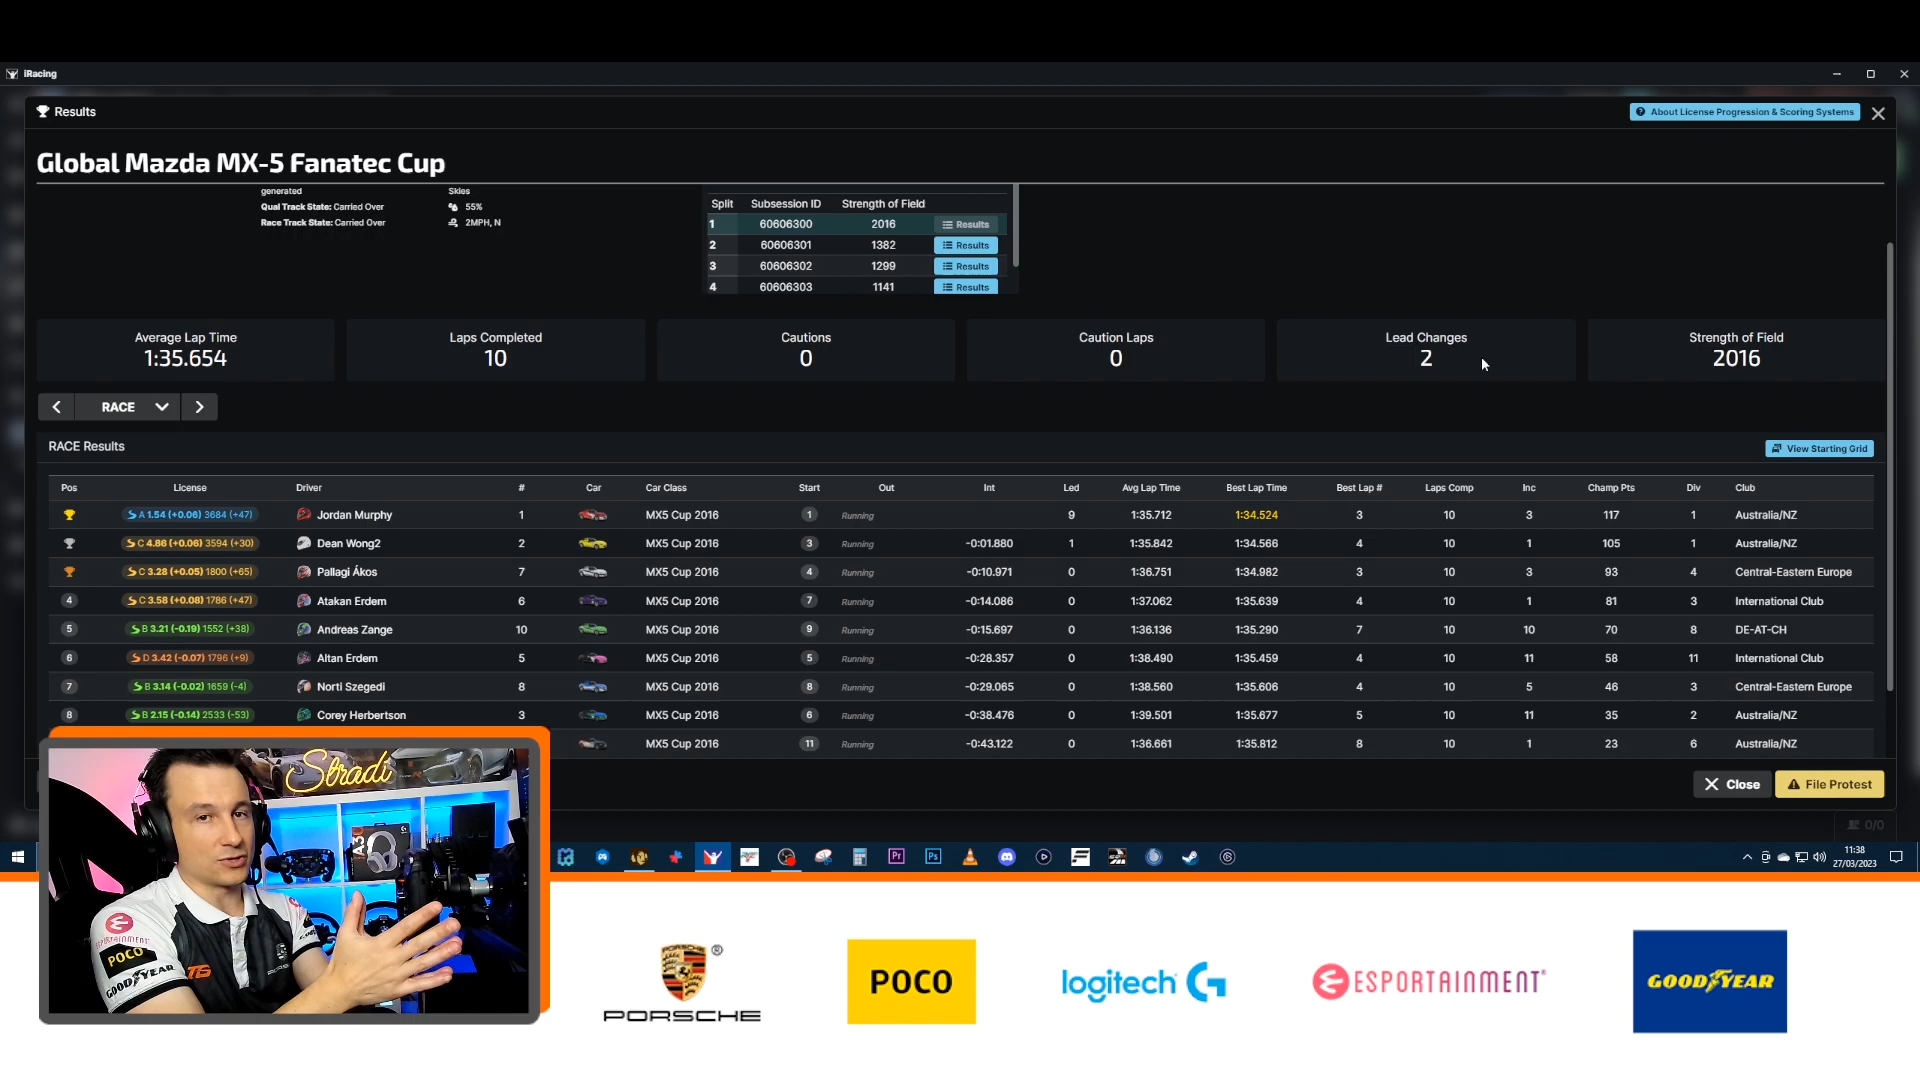 iRacing
Results
About License Progression & Scoring Systems
Global Mazda MX-5 Fanatec Cup
generated
Qual Track State: Carried Over
Race Track State: Carried Over
Skies
55%
2MPH, N
Split Subsession ID Strength of Field
1 60606300 2016 Results
2 60606301 1382 Results
3 60606302 1299 Results
4 60606303 1141 Results
Average Lap Time
1:35.654
Laps Completed
10
Cautions
0
Caution Laps
0
Lead Changes
2
Strength of Field
2016
RACE
RACE Results
View Starting Grid
Pos License Driver # Car Car Class Start Out Int Led Avg Lap Time Best Lap Time Best Lap # Laps Comp Inc Champ Pts Div Club
A 1.54 (+0.06) 3684 (+47) Jordan Murphy 1 MX5 Cup 2016 1 Running 9 1:35.712 1:34.524 3 10 3 117 1 Australia/NZ
C 4.86 (+0.06) 3594 (+30) Dean Wong2 2 MX5 Cup 2016 3 Running -0:01.880 1 1:35.842 1:34.566 4 10 1 105 1 Australia/NZ
C 3.28 (+0.05) 1800 (+65) Pallagi Ákos 7 MX5 Cup 2016 4 Running -0:10.971 0 1:36.751 1:34.982 3 10 3 93 4 Central-Eastern Europe
4 C 3.58 (+0.08) 1786 (+47) Atakan Erdem 6 MX5 Cup 2016 7 Running -0:14.086 0 1:37.062 1:35.639 4 10 1 81 3 International Club
5 B 3.21 (-0.19) 1552 (+38) Andreas Zange 10 MX5 Cup 2016 9 Running -0:15.697 0 1:36.136 1:35.290 7 10 10 70 8 DE-AT-CH
6 D 3.42 (-0.07) 1796 (+9) Altan Erdem 5 MX5 Cup 2016 5 Running -0:28.357 0 1:38.490 1:35.459 4 10 11 58 11 International Club
7 B 3.14 (-0.02) 1659 (-4) Norti Szegedi 8 MX5 Cup 2016 8 Running -0:29.065 0 1:38.560 1:35.606 4 10 5 46 3 Central-Eastern Europe
8 B 2.15 (-0.14) 2533 (-53) Corey Herbertson 3 MX5 Cup 2016 6 Running -0:38.476 0 1:39.501 1:35.677 5 10 11 35 2 Australia/NZ
MX5 Cup 2016 11 Running -0:43.122 0 1:36.661 1:35.812 8 10 1 23 6 Australia/NZ
Close
File Protest
0/0
Pr
Ps
11:38
27/03/2023
Stradi
A30
ESPORTAINMENT
POCO
GOODYEAR
PORSCHE
PORSCHE
POCO
logitech G
ESPORTAINMENT
GOODYEAR